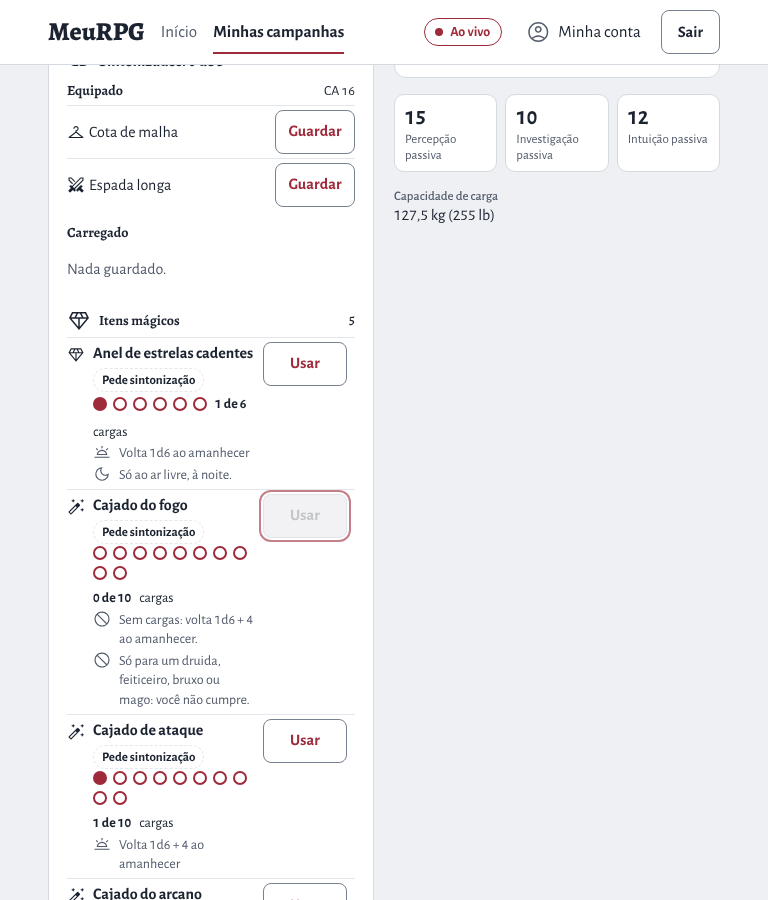 MeuRPG
Início
Minhas campanhas
Ao vivo
Minha conta
Sair
Equipado
CA 16
Cota de malha
Guardar
Espada longa
Guardar
Carregado
Nada guardado.
Itens mágicos
5
Anel de estrelas cadentes
Usar
Pede sintonização
1 de 6
cargas
Volta 1d6 ao amanhecer
Só ao ar livre, à noite.
Cajado do fogo
Usar
Pede sintonização
0 de 10 cargas
Sem cargas: volta 1d6 + 4
ao amanhecer.
Só para um druida,
feiticeiro, bruxo ou
mago: você não cumpre.
Cajado de ataque
Usar
Pede sintonização
1 de 10 cargas
Volta 1d6 + 4 ao
amanhecer
Cajado do arcano
15
Percepção
passiva
10
Investigação
passiva
12
Intuição passiva
Capacidade de carga
127,5 kg (255 lb)